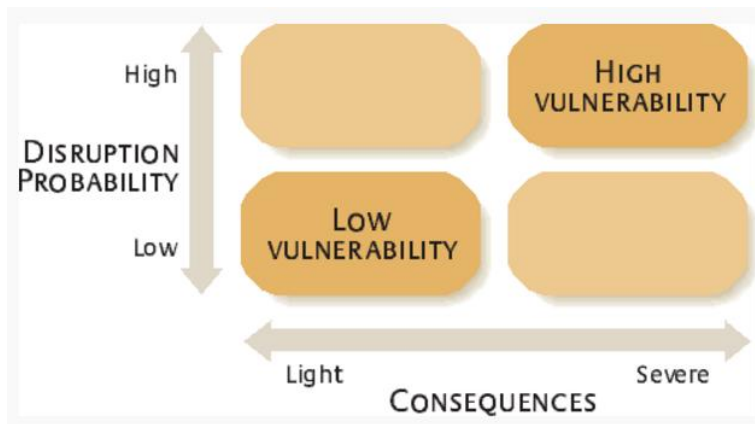 High
HIGH
VULNERABILITY
DISRUPTION
PROBABILITY
LOW
VULNERABILITY
Low
Light
Severe
CONSEQUENCES